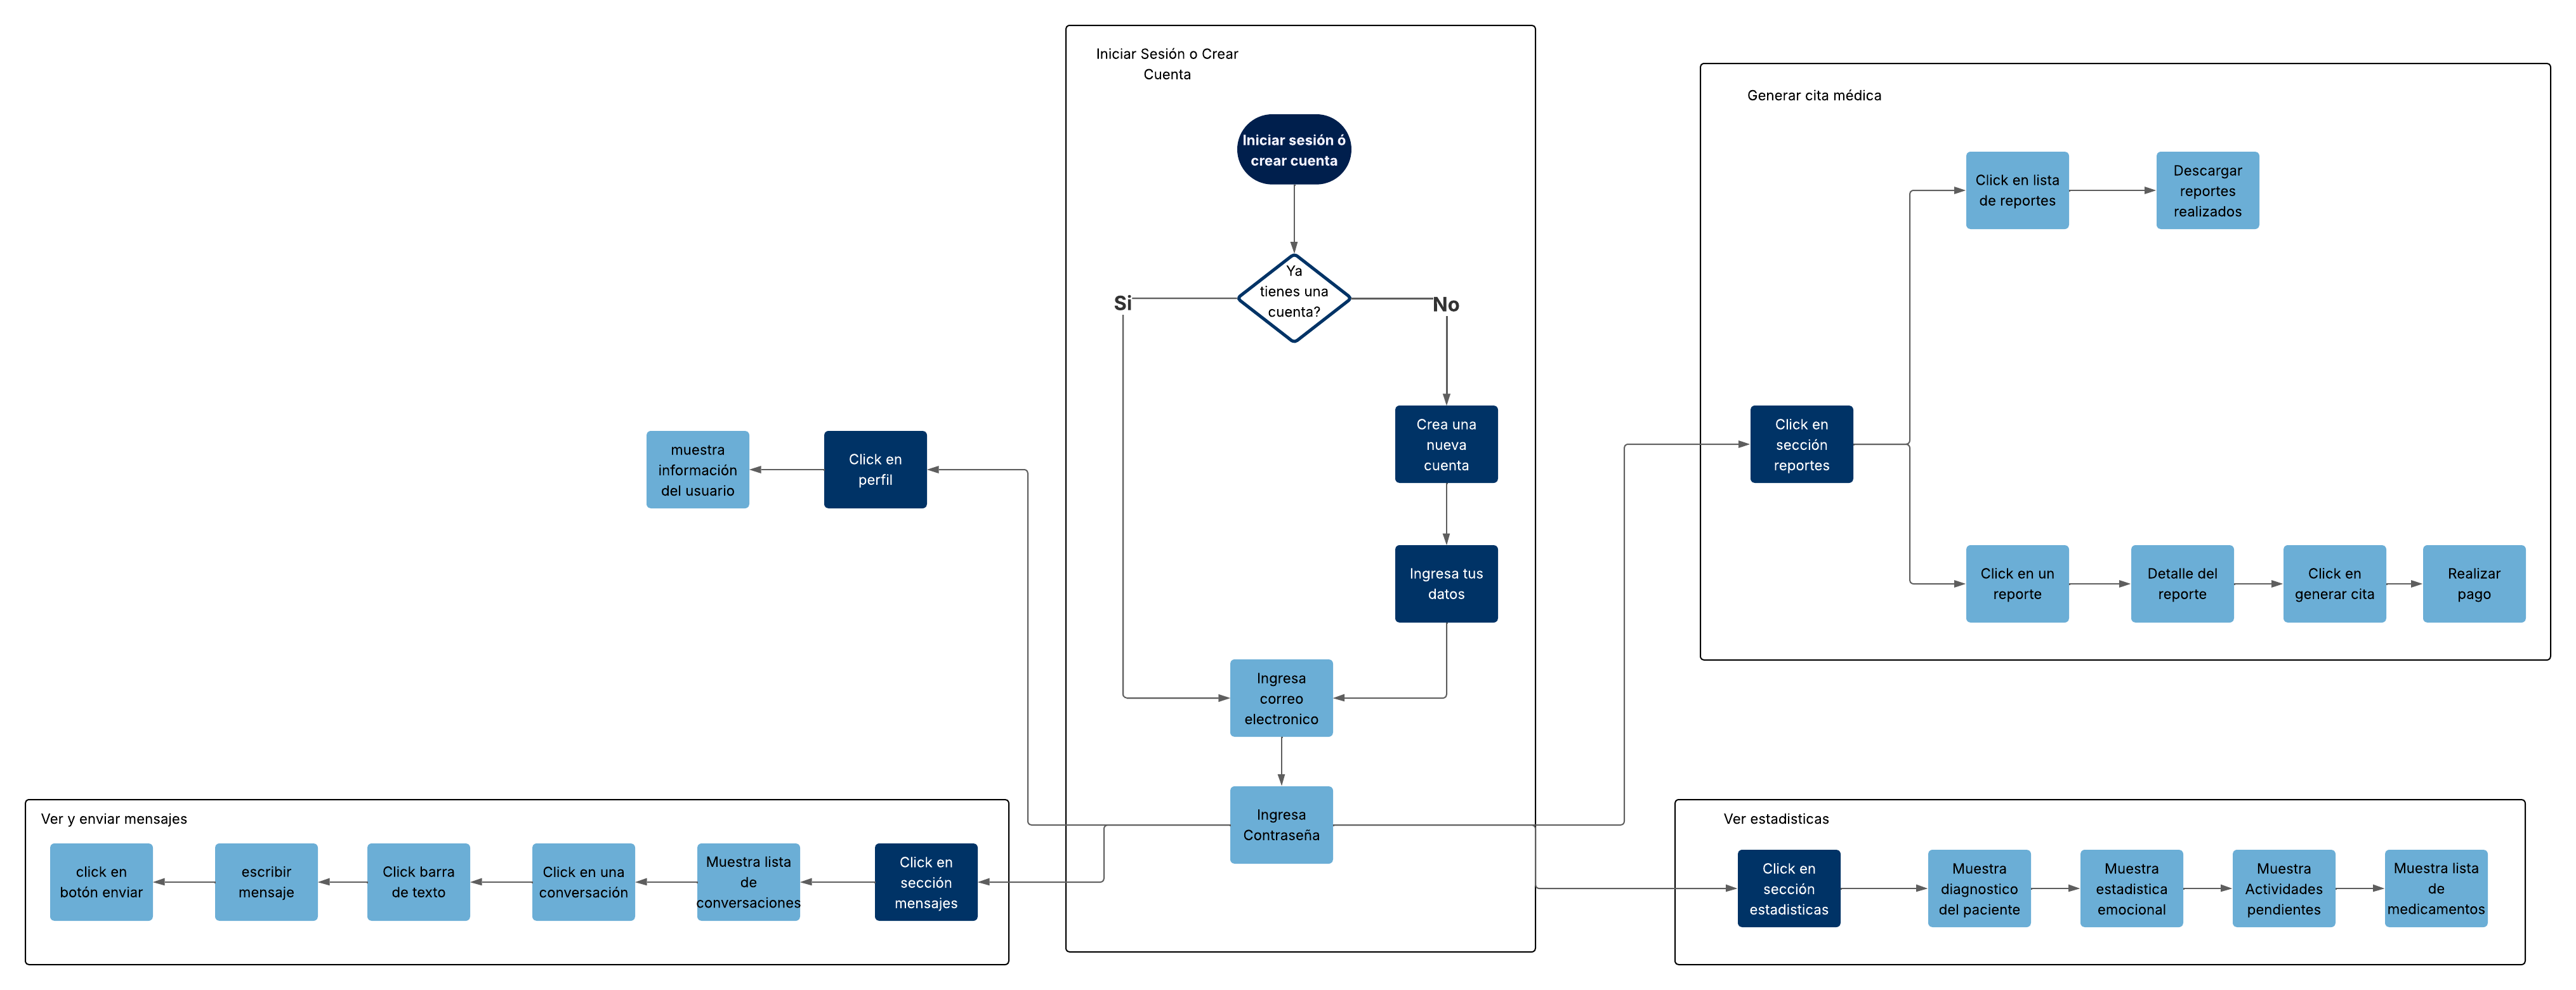 Iniciar Sesión o Crear
Cuenta
Iniciar sesión ó
crear cuenta
Ya
tienes una
cuenta?
Si
No
Crea una
nueva
cuenta
Ingresa tus
datos
Ingresa
correo
electronico
Ingresa
Contraseña
Click en
perfil
muestra
información
del usuario
Ver y enviar mensajes
Click en
sección
mensajes
Muestra lista
de
conversaciones
Click en una
conversación
Click barra
de texto
escribir
mensaje
click en
botón enviar
Generar cita médica
Click en
sección
reportes
Click en lista
de reportes
Descargar
reportes
realizados
Click en un
reporte
Detalle del
reporte
Click en
generar cita
Realizar
pago
Ver estadisticas
Click en
sección
estadisticas
Muestra
diagnostico
del paciente
Muestra
estadistica
emocional
Muestra
Actividades
pendientes
Muestra lista
de
medicamentos